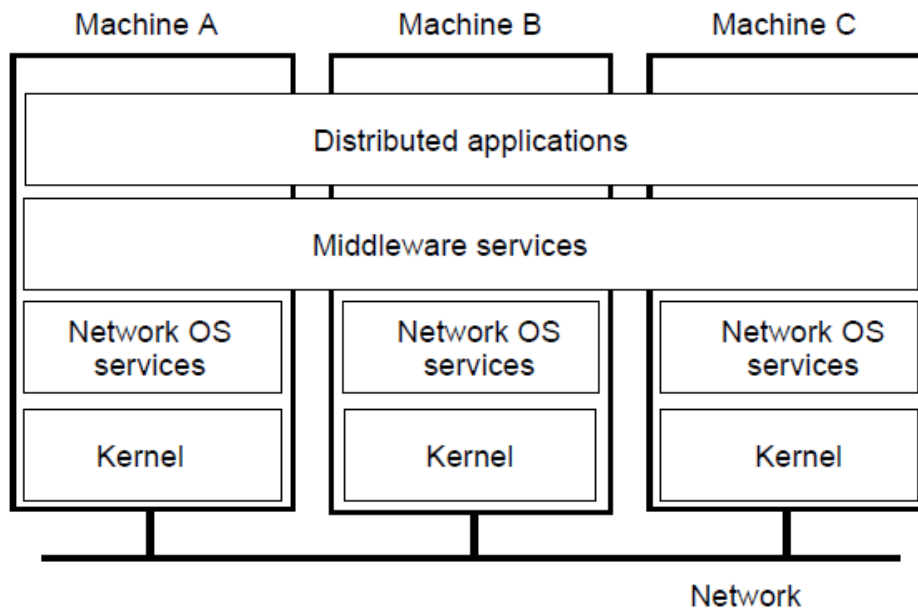 Machine A
Machine B
Machine C
Distributed applications
Middleware services
Network OS
services
Network OS
services
Network OS
services
Kernel
Kernel
Kernel
Network